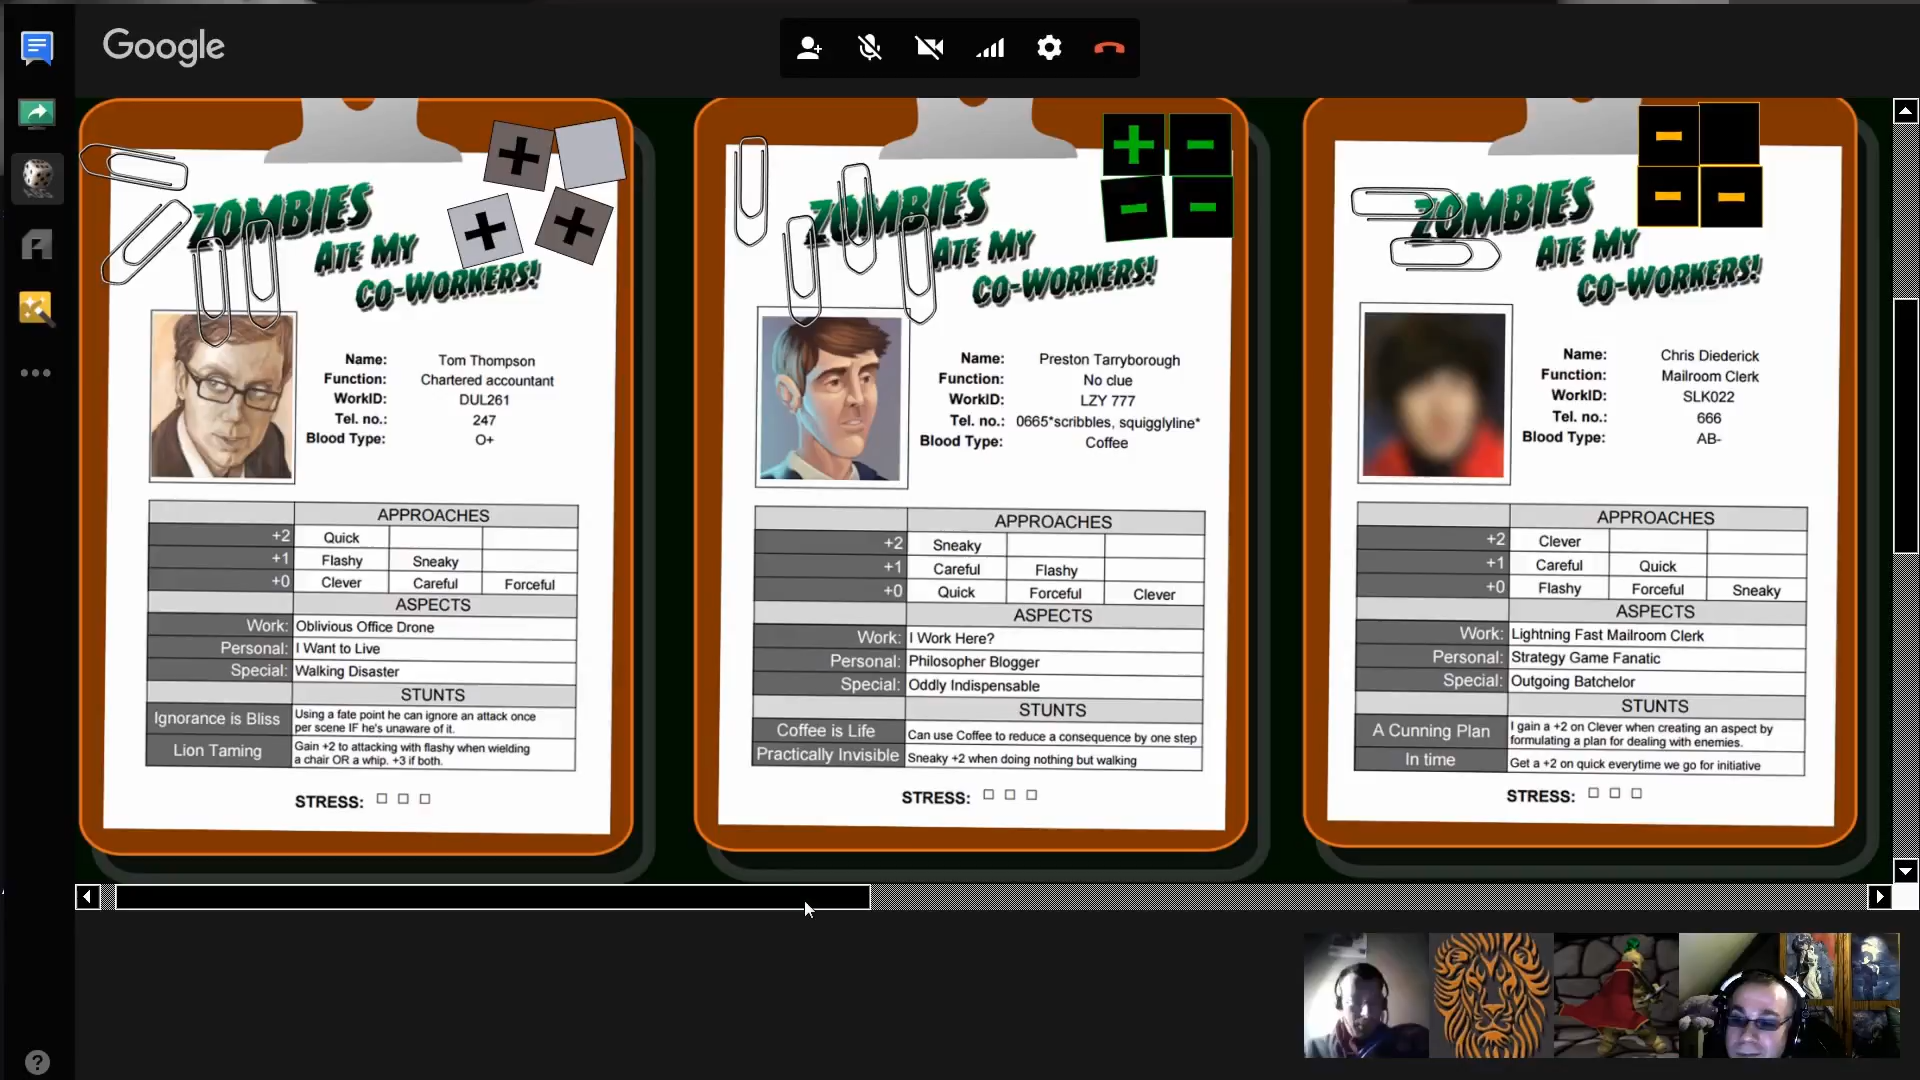 Google
ZOMBIES
ATE MY
CO-WORKERS!
Name: Tom Thompson
Function: Chartered accountant
WorkID: DUL261
Tel. no.: 247
Blood Type: O+
APPROACHES
+2 Quick
+1 Flashy Sneaky
+0 Clever Careful Forceful
ASPECTS
Work: Oblivious Office Drone
Personal: I Want to Live
Special: Walking Disaster
STUNTS
Ignorance is Bliss Using a fate point he can ignore an attack once
per scene IF he's unaware of it.
Lion Taming Gain +2 to attacking with flashy when wielding
a chair OR a whip. +3 if both.
STRESS:
ZOMBIES
ATE MY
CO-WORKERS!
Name: Preston Tarryborough
Function: No clue
WorkID: LZY 777
Tel. no.: 0665*scribbles, squigglyline*
Blood Type: Coffee
APPROACHES
+2 Sneaky
+1 Careful Flashy
+0 Quick Forceful Clever
ASPECTS
Work: I Work Here?
Personal: Philosopher Blogger
Special: Oddly Indispensable
STUNTS
Coffee is Life Can use Coffee to reduce a consequence by one step
Practically Invisible Sneaky +2 when doing nothing but walking
STRESS:
ZOMBIES
ATE MY
CO-WORKERS!
Name: Chris Diederick
Function: Mailroom Clerk
WorkID: SLK022
Tel. no.: 666
Blood Type: AB-
APPROACHES
+2 Clever
+1 Careful Quick
+0 Flashy Forceful Sneaky
ASPECTS
Work: Lightning Fast Mailroom Clerk
Personal: Strategy Game Fanatic
Special: Outgoing Batchelor
STUNTS
A Cunning Plan I gain a +2 on Clever when creating an aspect by
formulating a plan for dealing with enemies.
In time Get a +2 on quick everytime we go for initiative
STRESS: